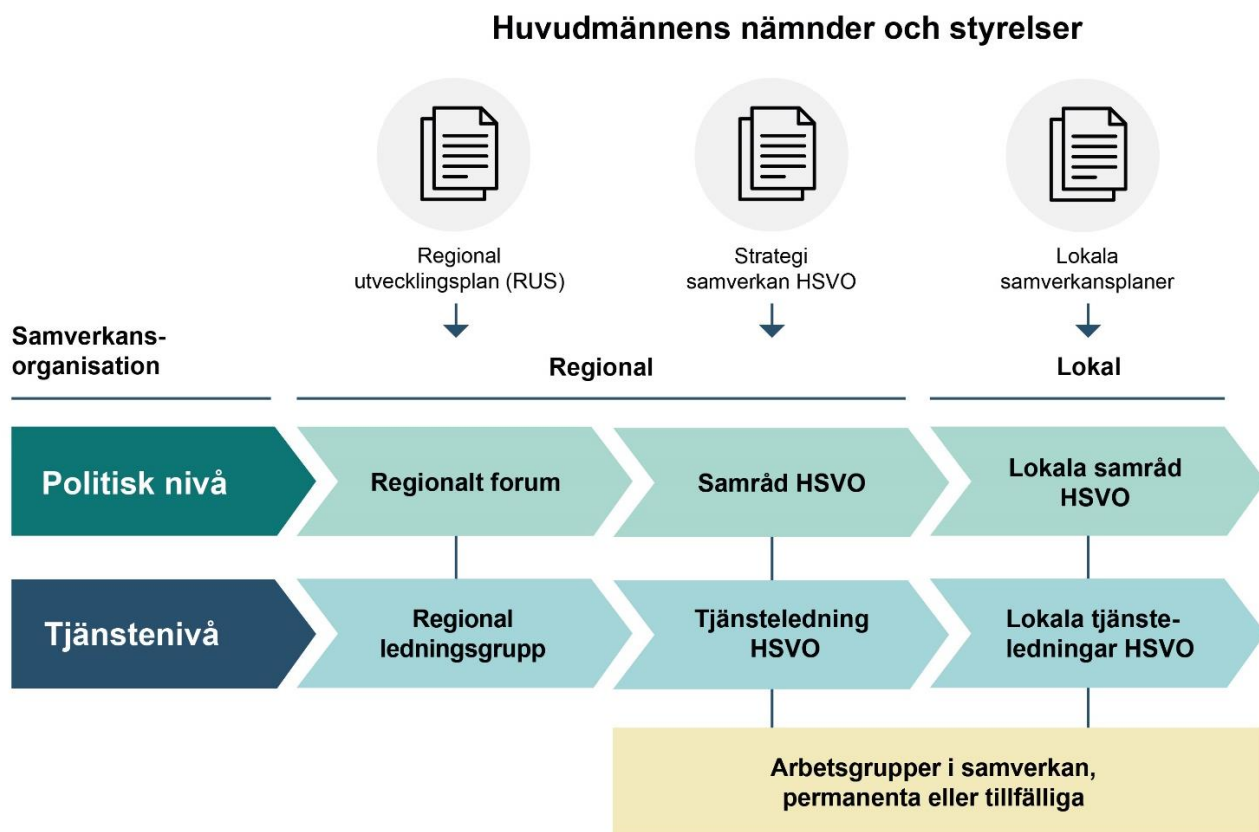 Huvudmännens nämnder och styrelser
Regional
utvecklingsplan (RUS)
Strategi
samverkan HSVO
Lokala
samverkansplaner
Samverkans-
organisation
Regional
Lokal
Politisk nivå
Regionalt forum
Samråd HSVO
Lokala samråd
HSVO
Tjänstenivå
Regional
ledningsgrupp
Tjänsteledning
HSVO
Lokala tjänste-
ledningar HSVO
Arbetsgrupper i samverkan,
permanenta eller tillfälliga